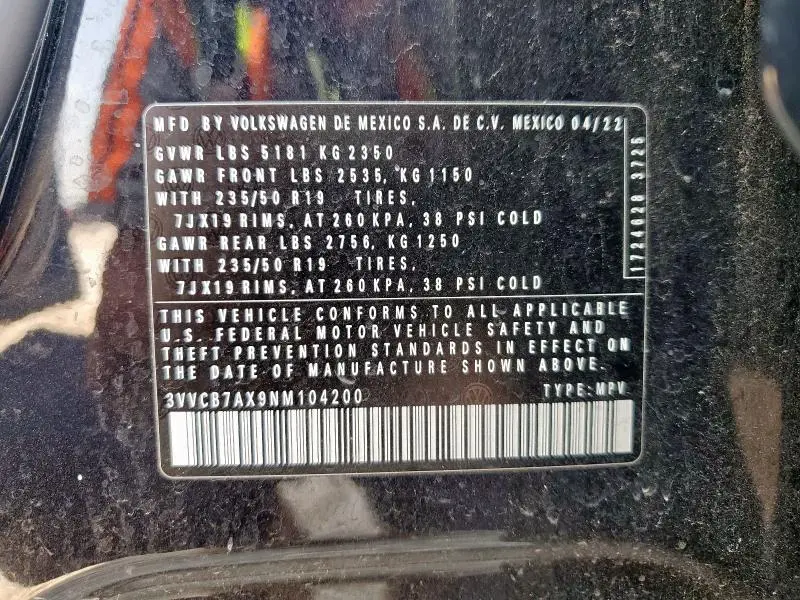 MFD BY VOLKSWAGEN DE MEXICO S.A. DE C.V. MEXICO 04/22
GVWR LBS 5181 KG 2350
GAWR FRONT LBS 2535, KG 1150
WITH 235/50 R19 TIRES,
7JX19 RIMS, AT 260 KPA, 38 PSI COLD
GAWR REAR LBS 2756, KG 1250
WITH 235/50 R19 TIRES,
7JX19 RIMS, AT 260 KPA, 38 PSI COLD
1724028 3725
THIS VEHICLE CONFORMS TO ALL APPLICABLE
U.S. FEDERAL MOTOR VEHICLE SAFETY AND
THEFT PREVENTION STANDARDS IN EFFECT ON
THE DATE OF MANUFACTURE SHOWN ABOVE.
3VVCB7AX9NM104200 TYPE: MPV